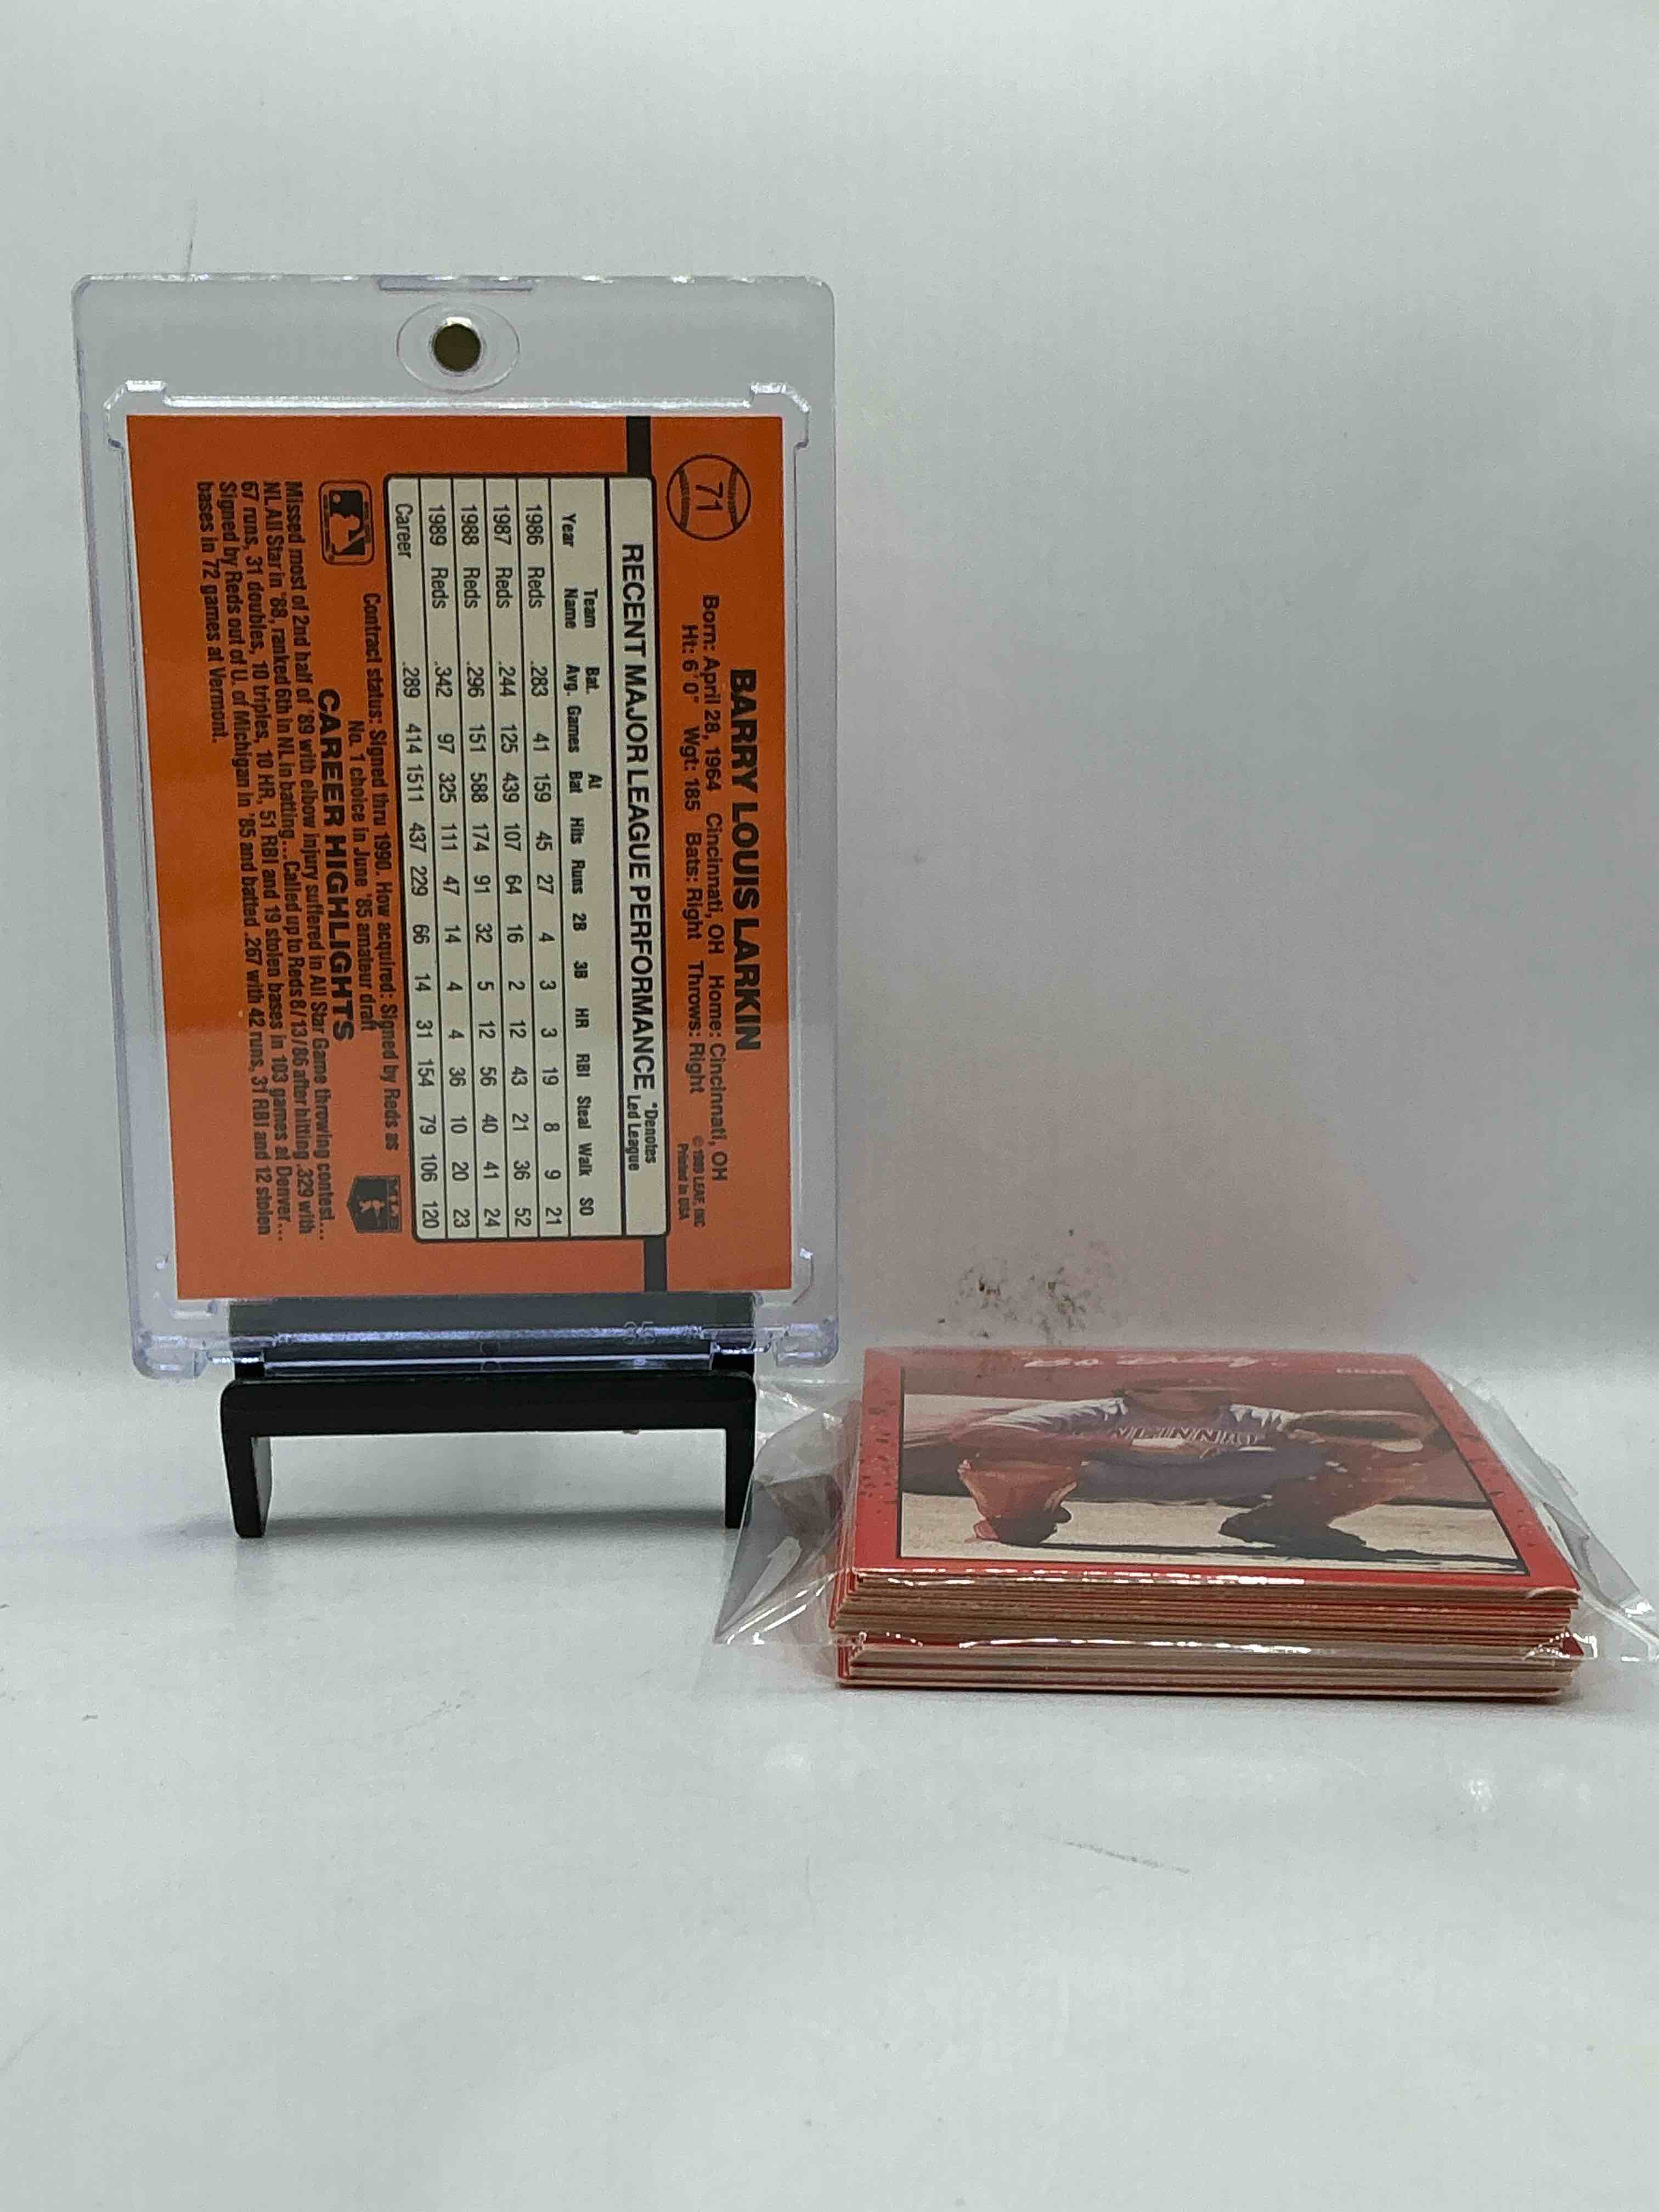 71
BARRY LOUIS LARKIN
Born: April 28, 1964 Cincinnati, OH Home: Cincinnati, OH
Ht: 6'0" Wgt: 185 Bats: Right Throws: Right
© 1989 LEAF, INC
Printed in USA
RECENT MAJOR LEAGUE PERFORMANCE *Denotes Led League
Year Team Name Bat. Avg. Games At Bat Hits Runs 2B 3B HR RBI Steal Walk SO
1986 Reds .283 41 159 45 27 4 3 3 19 8 9 21
1987 Reds .244 125 439 107 64 16 2 12 43 21 36 52
1988 Reds .296 151 588 174 91 32 5 12 56 40 41 24
1989 Reds .342 97 325 111 47 14 4 4 36 10 20 23
Career .289 414 1511 437 229 66 14 31 154 79 106 120
Contract status: Signed thru 1990. How acquired: Signed by Reds as
No. 1 choice in June '85 amateur draft
CAREER HIGHLIGHTS
Missed most of 2nd half of '89 with elbow injury suffered in All Star Game throwing contest...
NL All Star in '88, ranked 6th in NL in batting...Called up to Reds 8/13/86 after hitting .329 with
67 runs, 31 doubles, 10 triples, 10 HR, 51 RBI and 19 stolen bases in 103 games at Denver...
Signed by Reds out of U. of Michigan in '85 and batted .267 with 42 runs, 31 RBI and 12 stolen
bases in 72 games at Vermont.
35